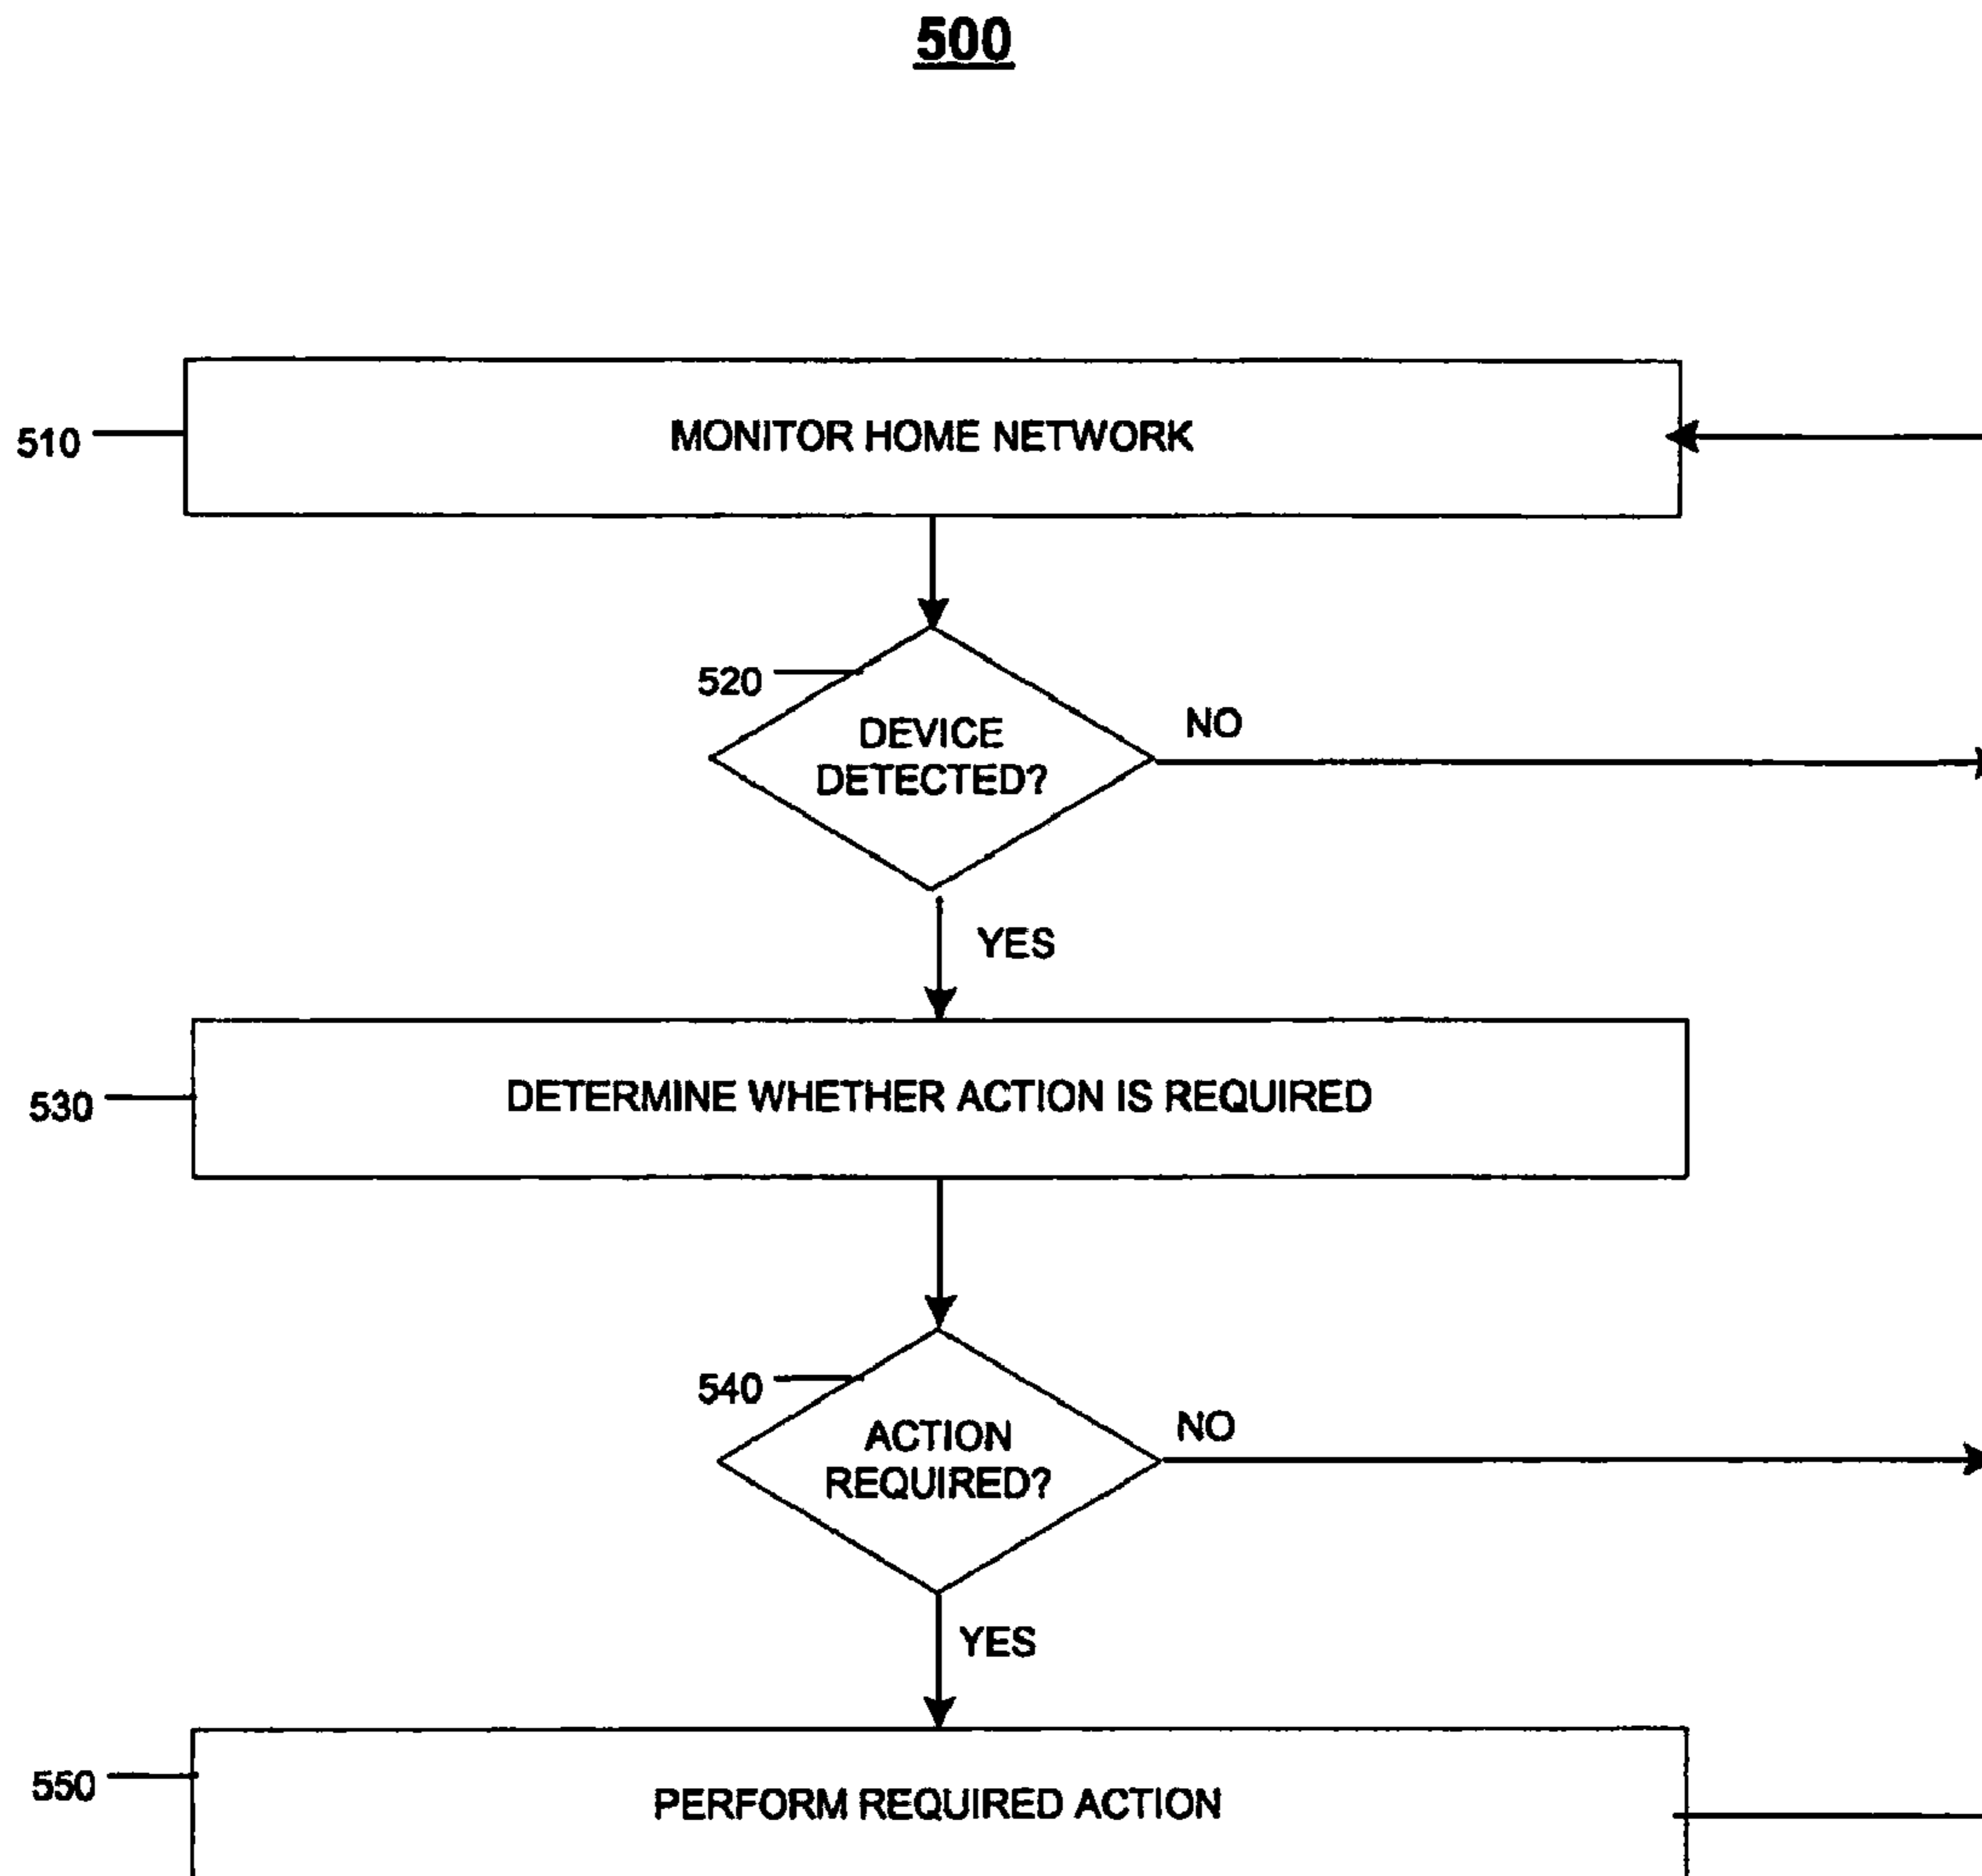 500
510
MONITOR HOME NETWORK
520
DEVICE
DETECTED?
NO
YES
530
DETERMINE WHETHER ACTION IS REQUIRED
540
ACTION
REQUIRED?
NO
YES
550
PERFORM REQUIRED ACTION